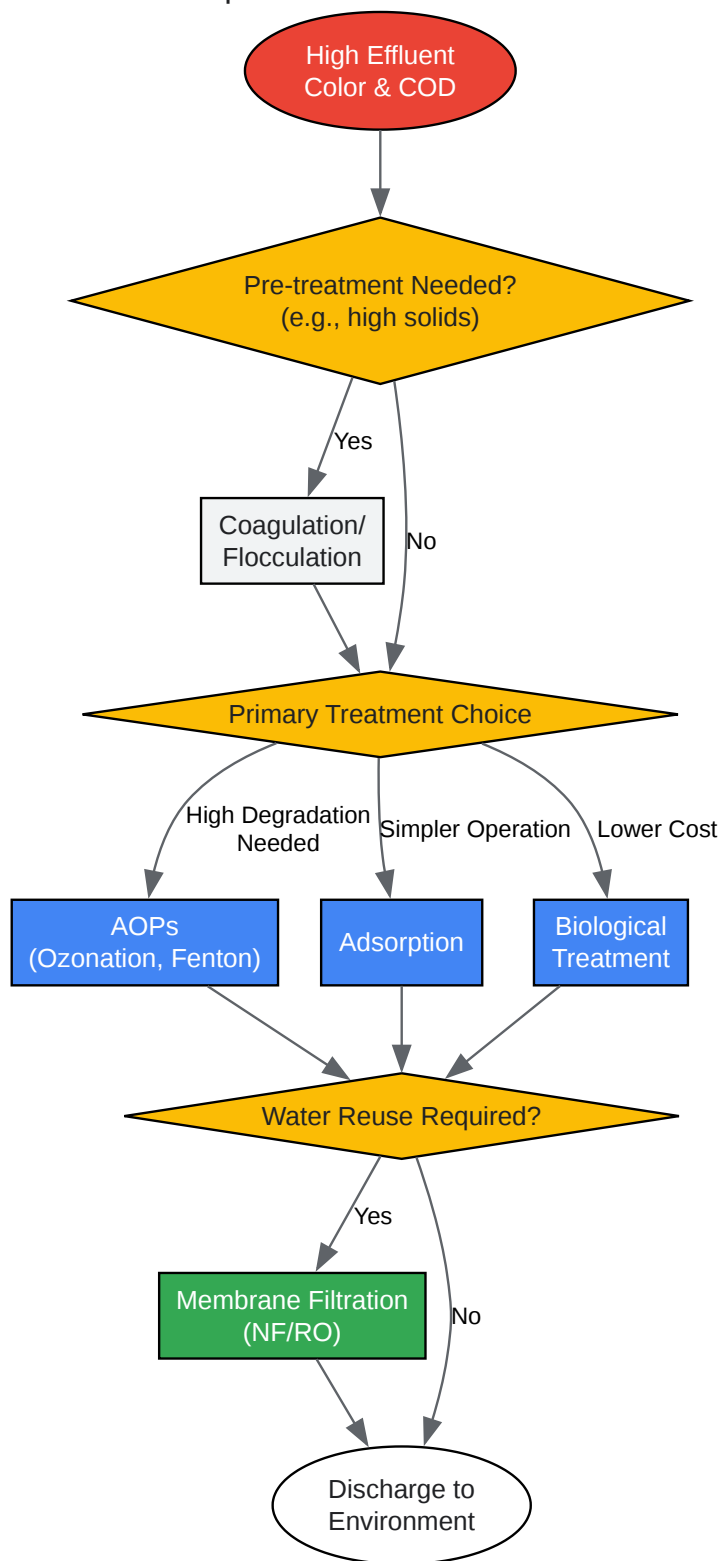 High Effluent
Color & COD
Pre-treatment Needed?
(e.g., high solids)
Yes
Coagulation/
Flocculation
No
Primary Treatment Choice
High Degradation
Needed
Simpler Operation
Lower Cost
AOPs
(Ozonation, Fenton)
Adsorption
Biological
Treatment
Water Reuse Required?
Yes
Membrane Filtration
(NF/RO)
No
Discharge to
Environment